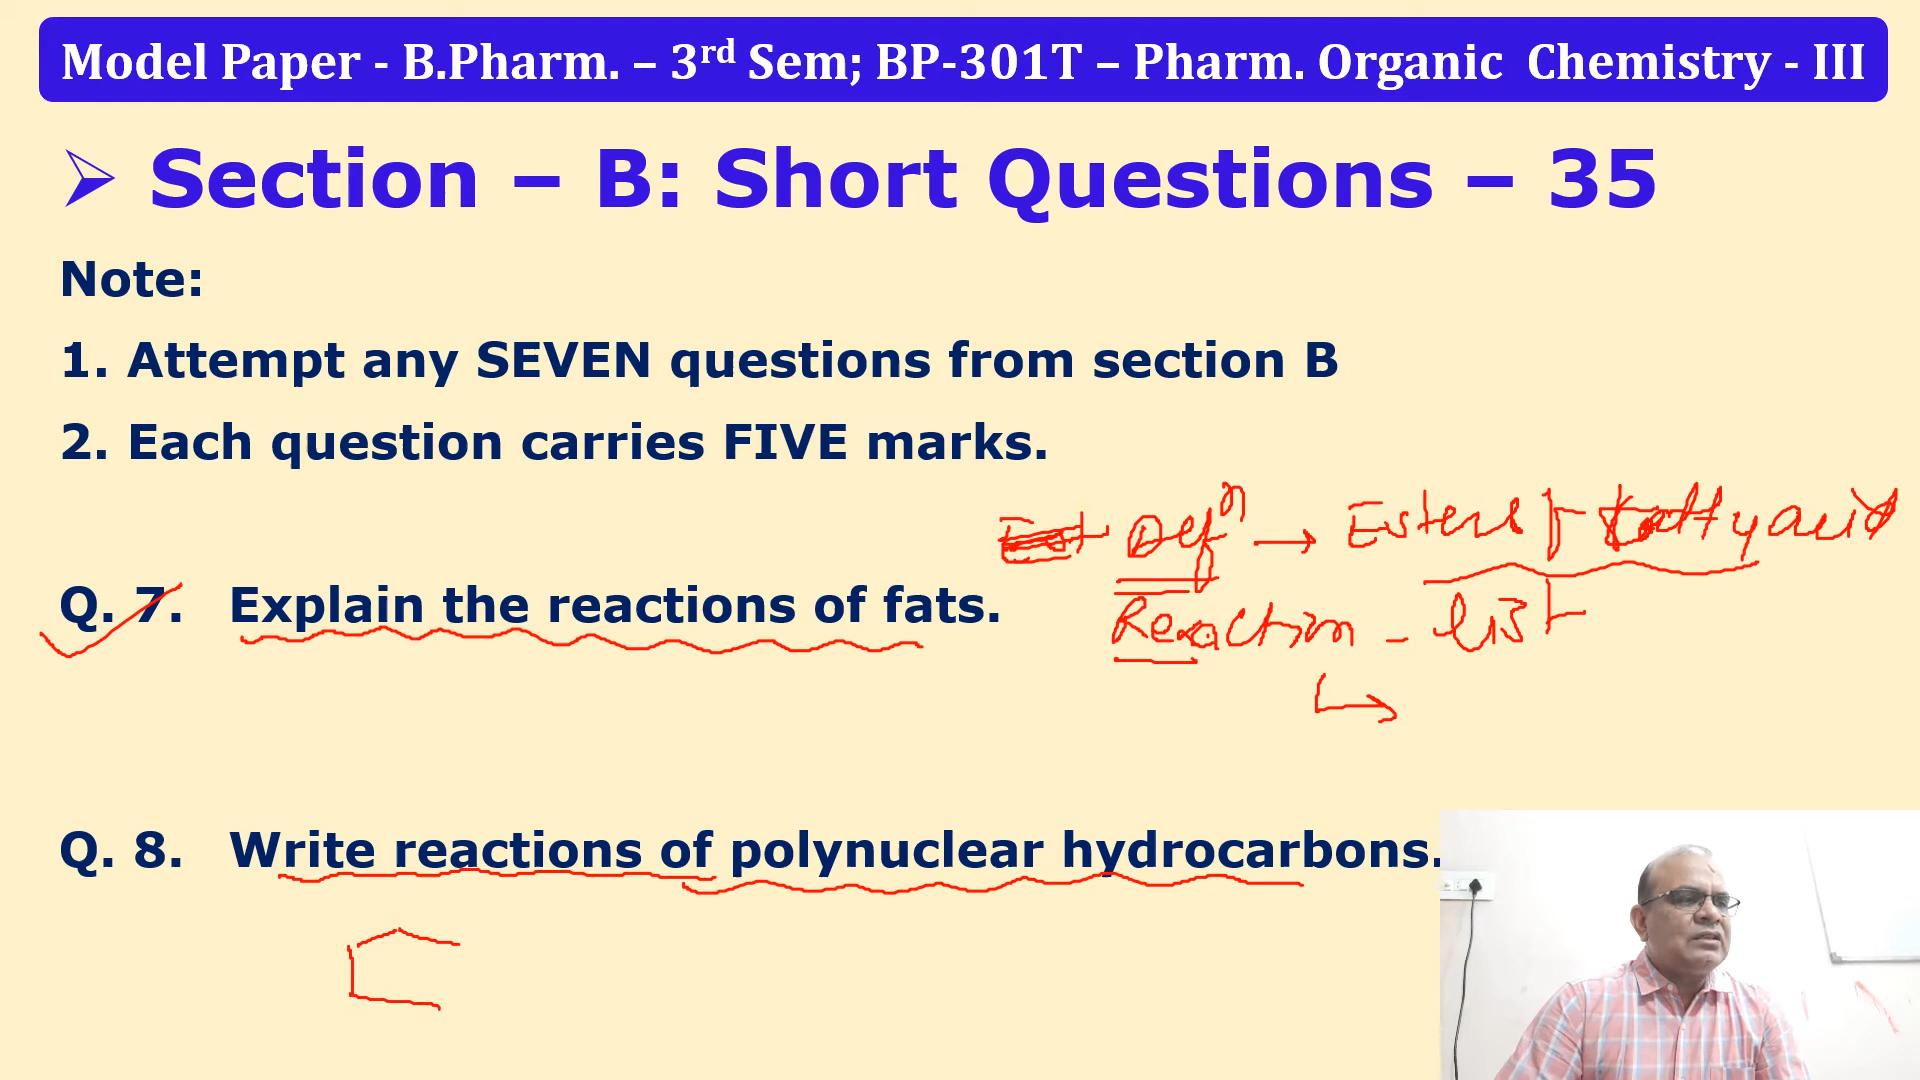 Model Paper - B.Pharm. – 3rd Sem; BP-301T – Pharm. Organic Chemistry - III
➢ Section – B: Short Questions – 35
Note:
1. Attempt any SEVEN questions from section B
2. Each question carries FIVE marks.
Defn → Esters of fatty acid
Q. 7. Explain the reactions of fats.
Reaction - list
Q. 8. Write reactions of polynuclear hydrocarbons.